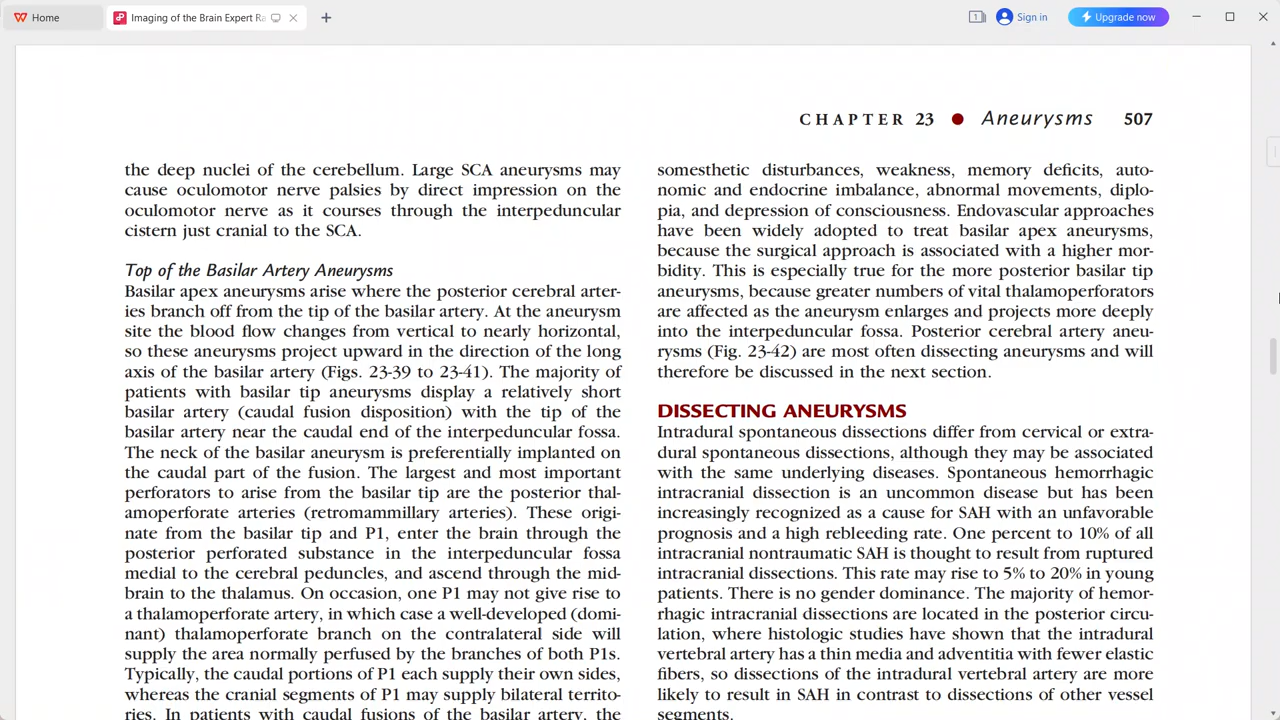 Home
Imaging of the Brain Expert Ra
1
Sign in
Upgrade now
CHAPTER 23 ● Aneurysms 507
the deep nuclei of the cerebellum. Large SCA aneurysms may
cause oculomotor nerve palsies by direct impression on the
oculomotor nerve as it courses through the interpeduncular
cistern just cranial to the SCA.
Top of the Basilar Artery Aneurysms
Basilar apex aneurysms arise where the posterior cerebral arter-
ies branch off from the tip of the basilar artery. At the aneurysm
site the blood flow changes from vertical to nearly horizontal,
so these aneurysms project upward in the direction of the long
axis of the basilar artery (Figs. 23-39 to 23-41). The majority of
patients with basilar tip aneurysms display a relatively short
basilar artery (caudal fusion disposition) with the tip of the
basilar artery near the caudal end of the interpeduncular fossa.
The neck of the basilar aneurysm is preferentially implanted on
the caudal part of the fusion. The largest and most important
perforators to arise from the basilar tip are the posterior thal-
amoperforate arteries (retromammillary arteries). These origi-
nate from the basilar tip and P1, enter the brain through the
posterior perforated substance in the interpeduncular fossa
medial to the cerebral peduncles, and ascend through the mid-
brain to the thalamus. On occasion, one P1 may not give rise to
a thalamoperforate artery, in which case a well-developed (domi-
nant) thalamoperforate branch on the contralateral side will
supply the area normally perfused by the branches of both P1s.
Typically, the caudal portions of P1 each supply their own sides,
whereas the cranial segments of P1 may supply bilateral territo-
ries. In patients with caudal fusions of the basilar artery, the
somesthetic disturbances, weakness, memory deficits, auto-
nomic and endocrine imbalance, abnormal movements, diplo-
pia, and depression of consciousness. Endovascular approaches
have been widely adopted to treat basilar apex aneurysms,
because the surgical approach is associated with a higher mor-
bidity. This is especially true for the more posterior basilar tip
aneurysms, because greater numbers of vital thalamoperforators
are affected as the aneurysm enlarges and projects more deeply
into the interpeduncular fossa. Posterior cerebral artery aneu-
rysms (Fig. 23-42) are most often dissecting aneurysms and will
therefore be discussed in the next section.
DISSECTING ANEURYSMS
Intradural spontaneous dissections differ from cervical or extra-
dural spontaneous dissections, although they may be associated
with the same underlying diseases. Spontaneous hemorrhagic
intracranial dissection is an uncommon disease but has been
increasingly recognized as a cause for SAH with an unfavorable
prognosis and a high rebleeding rate. One percent to 10% of all
intracranial nontraumatic SAH is thought to result from ruptured
intracranial dissections. This rate may rise to 5% to 20% in young
patients. There is no gender dominance. The majority of hemor-
rhagic intracranial dissections are located in the posterior circu-
lation, where histologic studies have shown that the intradural
vertebral artery has a thin media and adventitia with fewer elastic
fibers, so dissections of the intradural vertebral artery are more
likely to result in SAH in contrast to dissections of other vessel
segments.